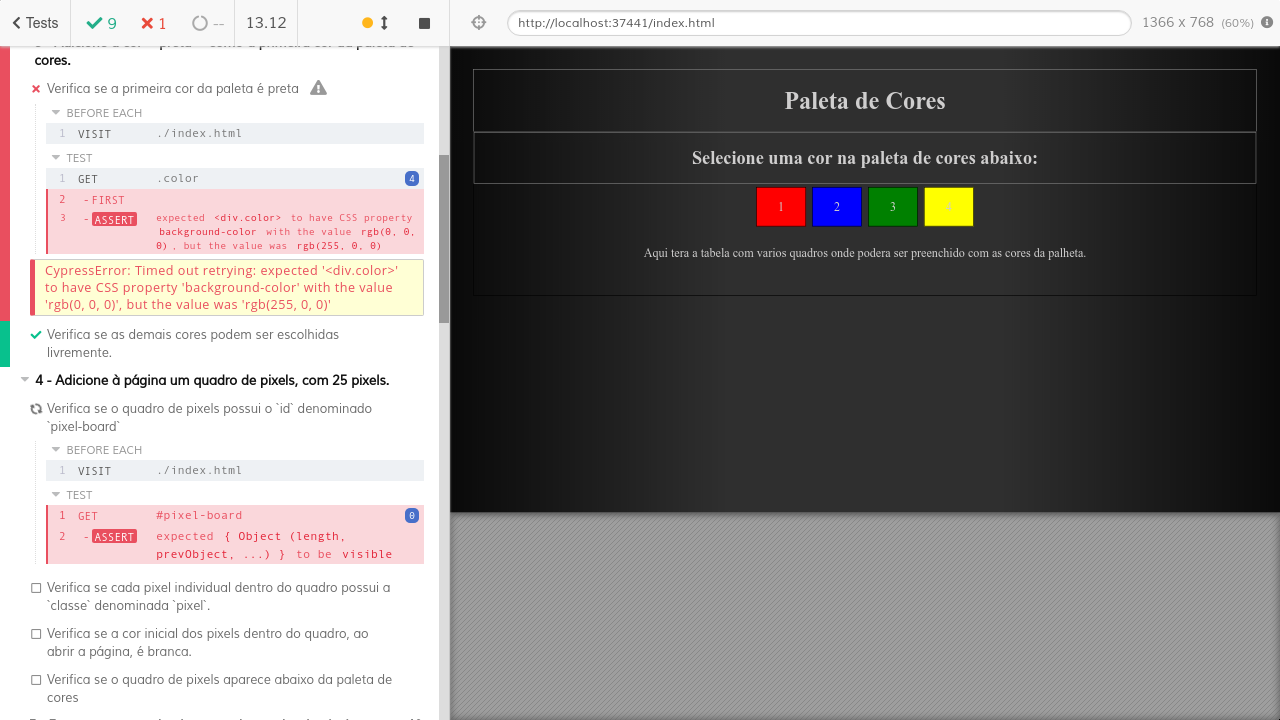 Tests
9
1
--
13.12
http://localhost:37441/index.html
1366 x 768 (60%)
cores.
Verifica se a primeira cor da paleta é preta
BEFORE EACH
1 VISIT ./index.html
TEST
1 GET .color 4
2 -FIRST
3 -ASSERT expected <div.color> to have CSS property
background-color with the value rgb(0, 0,
0) , but the value was rgb(255, 0, 0)
CypressError: Timed out retrying: expected '<div.color>'
to have CSS property 'background-color' with the value
'rgb(0, 0, 0)', but the value was 'rgb(255, 0, 0)'
Verifica se as demais cores podem ser escolhidas
livremente.
4 - Adicione à página um quadro de pixels, com 25 pixels.
Verifica se o quadro de pixels possui o `id` denominado
`pixel-board`
BEFORE EACH
1 VISIT ./index.html
TEST
1 GET #pixel-board 0
2 -ASSERT expected { Object (length,
prevObject, ...) } to be visible
Verifica se cada pixel individual dentro do quadro possui a
`classe` denominada `pixel`.
Verifica se a cor inicial dos pixels dentro do quadro, ao
abrir a página, é branca.
Verifica se o quadro de pixels aparece abaixo da paleta de
cores
Paleta de Cores
Selecione uma cor na paleta de cores abaixo:
1 2 3 4
Aqui tera a tabela com varios quadros onde podera ser preenchido com as cores da palheta.